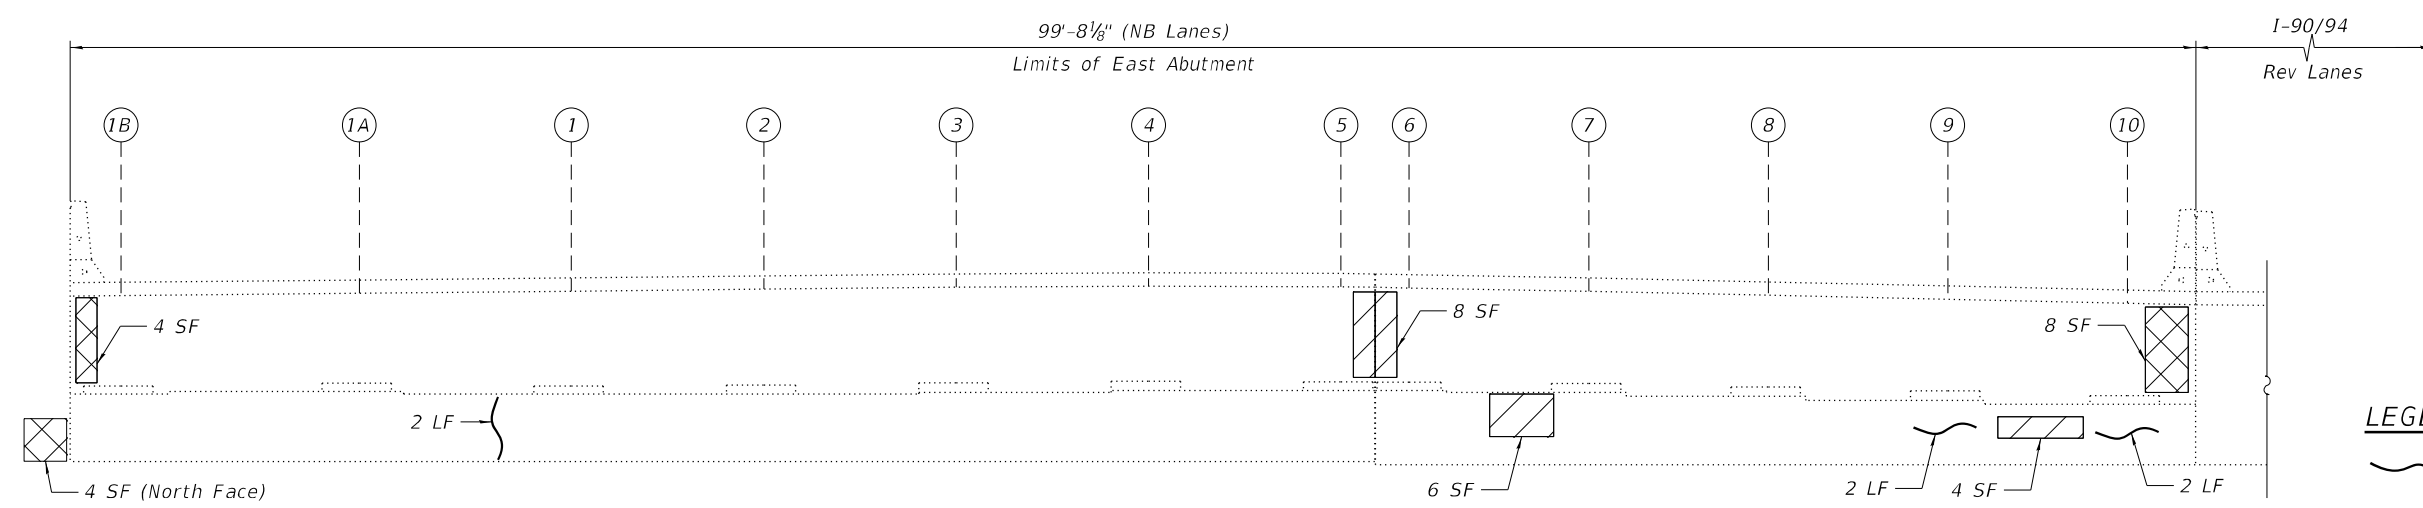 99'-8⅛" (NB Lanes)
Limits of East Abutment
I-90/94
Rev Lanes
1B
1A
1
2
3
4
5
6
7
8
9
10
4 SF
8 SF
8 SF
2 LF
4 SF (North Face)
6 SF
2 LF
4 SF
2 LF